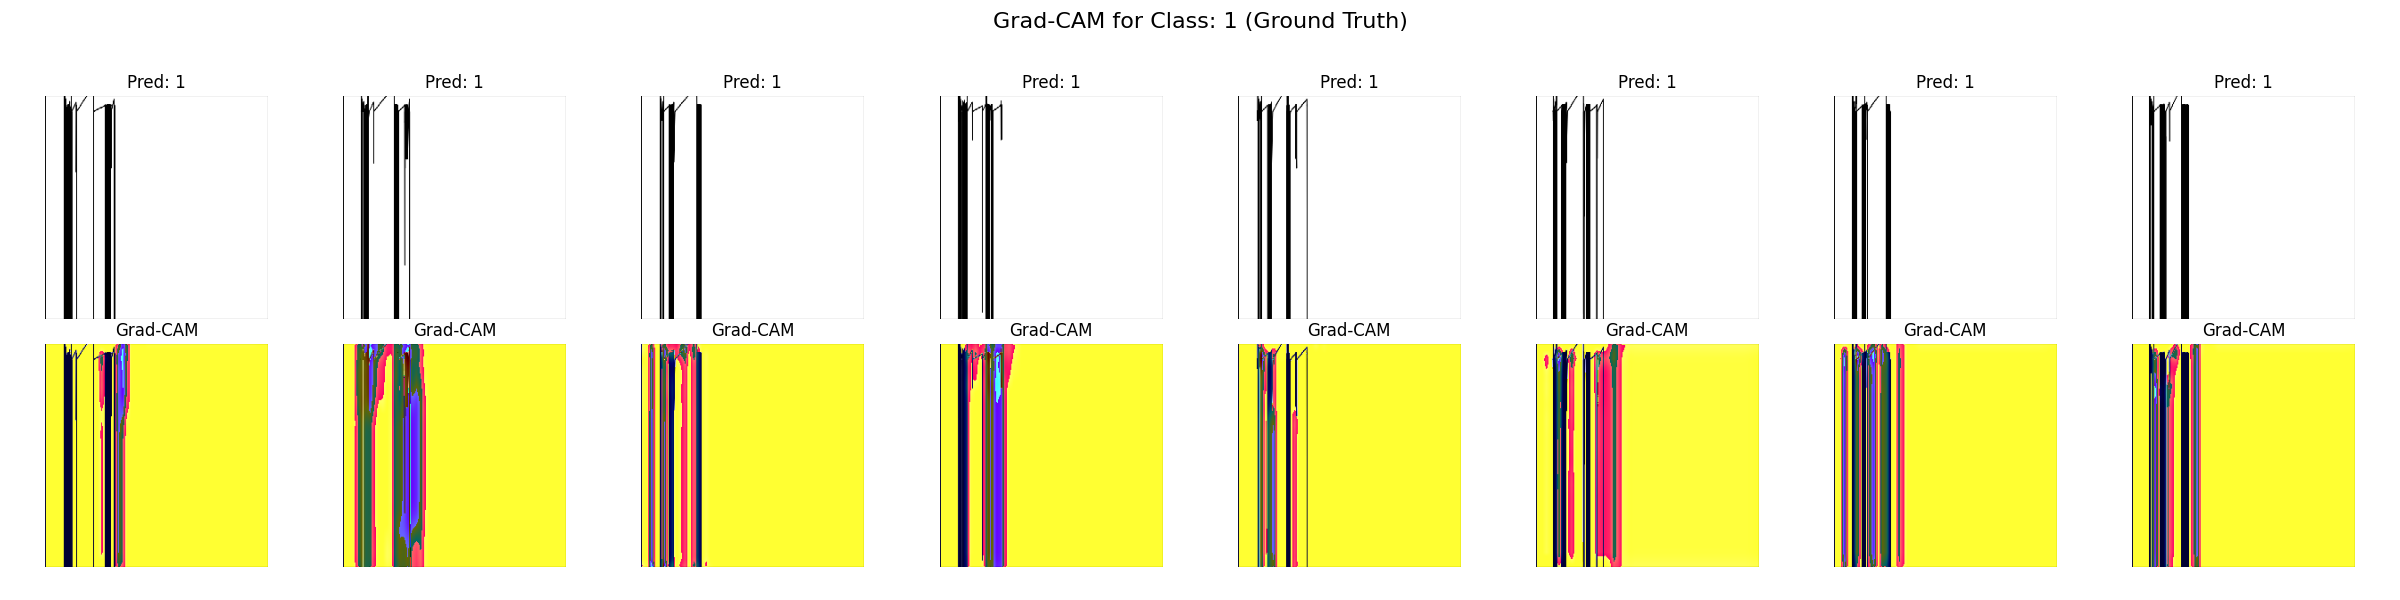 Grad-CAM for Class: 1 (Ground Truth)
Pred: 1 Pred: 1 Pred: 1 Pred: 1 Pred: 1 Pred: 1 Pred: 1 Pred: 1
Grad-CAM Grad-CAM Grad-CAM Grad-CAM Grad-CAM Grad-CAM Grad-CAM Grad-CAM